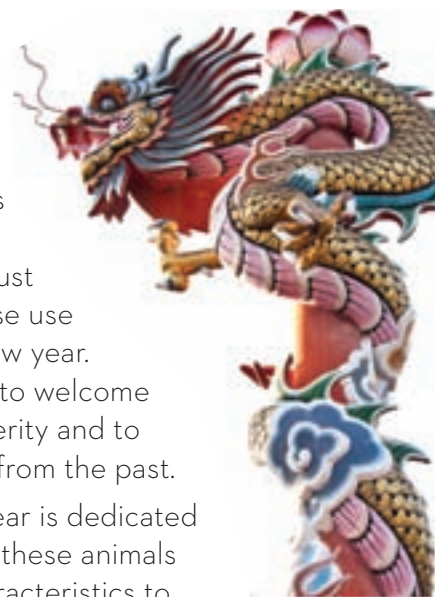 s
ust
se use
w year.
to welcome
erity and to
from the past.
ear is dedicated
these animals
racteristics to